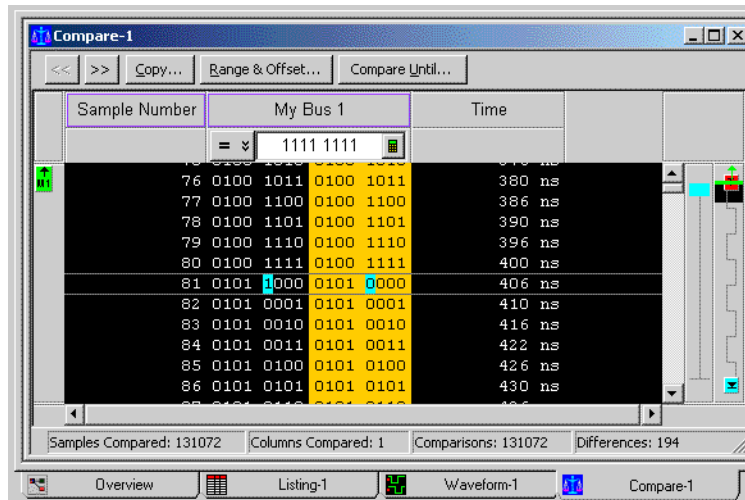 Compare-1
<< >> Copy... Range & Offset... Compare Until...
Sample Number My Bus 1 Time
= 1111 1111
M1
76 0100 1011 0100 1011 380 ns
77 0100 1100 0100 1100 386 ns
78 0100 1101 0100 1101 390 ns
79 0100 1110 0100 1110 396 ns
80 0100 1111 0100 1111 400 ns
81 0101 1000 0101 0000 406 ns
82 0101 0001 0101 0001 410 ns
83 0101 0010 0101 0010 416 ns
84 0101 0011 0101 0011 422 ns
85 0101 0100 0101 0100 426 ns
86 0101 0101 0101 0101 430 ns
Samples Compared: 131072 Columns Compared: 1 Comparisons: 131072 Differences: 194
Overview Listing-1 Waveform-1 Compare-1